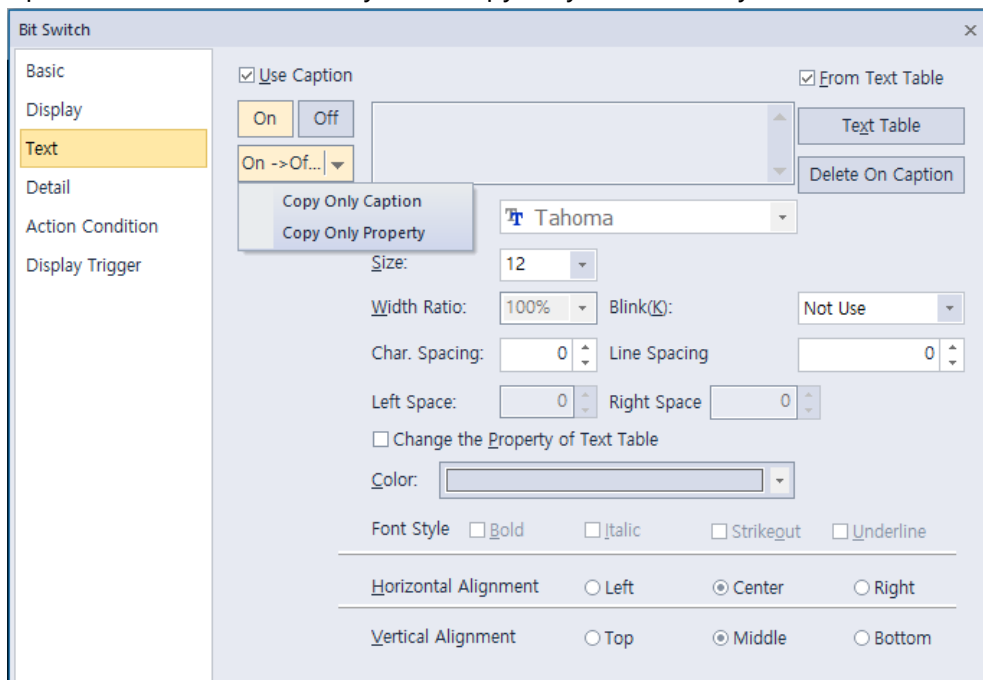 Bit Switch
Basic
Display
Text
Detail
Action Condition
Display Trigger
Use Caption
From Text Table
On Off
Text Table
On ->Of...
Delete On Caption
Copy Only Caption
Copy Only Property
Tahoma
Size: 12
Width Ratio: 100% Blink(K): Not Use
Char. Spacing: 0 Line Spacing 0
Left Space: 0 Right Space 0
Change the Property of Text Table
Color:
Font Style Bold Italic Strikeout Underline
Horizontal Alignment Left Center Right
Vertical Alignment Top Middle Bottom